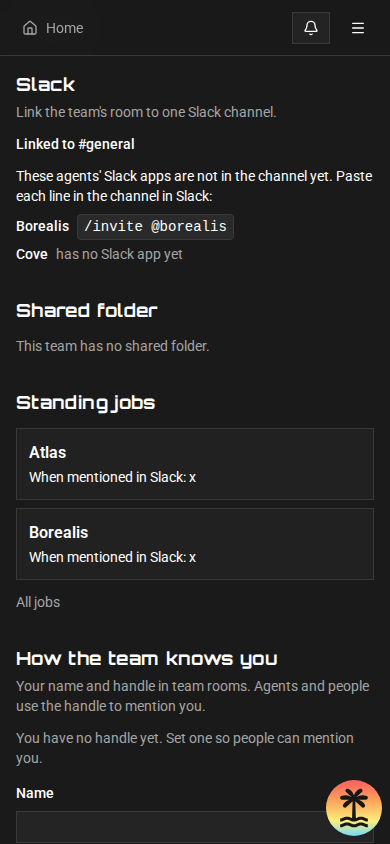 Home
Slack
Link the team's room to one Slack channel.
Linked to #general
These agents' Slack apps are not in the channel yet. Paste
each line in the channel in Slack:
Borealis /invite @borealis
Cove has no Slack app yet
Shared folder
This team has no shared folder.
Standing jobs
Atlas
When mentioned in Slack: x
Borealis
When mentioned in Slack: x
All jobs
How the team knows you
Your name and handle in team rooms. Agents and people
use the handle to mention you.
You have no handle yet. Set one so people can mention
you.
Name